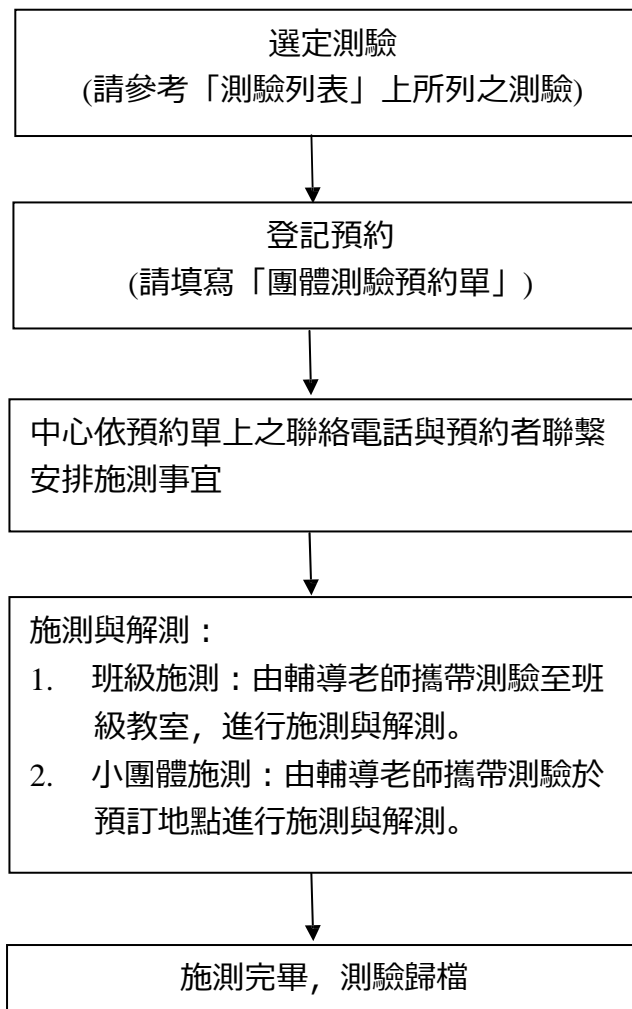 選定測驗
(請參考「測驗列表」上所列之測驗)
登記預約
(請填寫「團體測驗預約單」)
中心依預約單上之聯絡電話與預約者聯繫
安排施測事宜
施測與解測：
1. 班級施測：由輔導老師攜帶測驗至班
級教室，進行施測與解測。
2. 小團體施測：由輔導老師攜帶測驗於
預訂地點進行施測與解測。
施測完畢，測驗歸檔